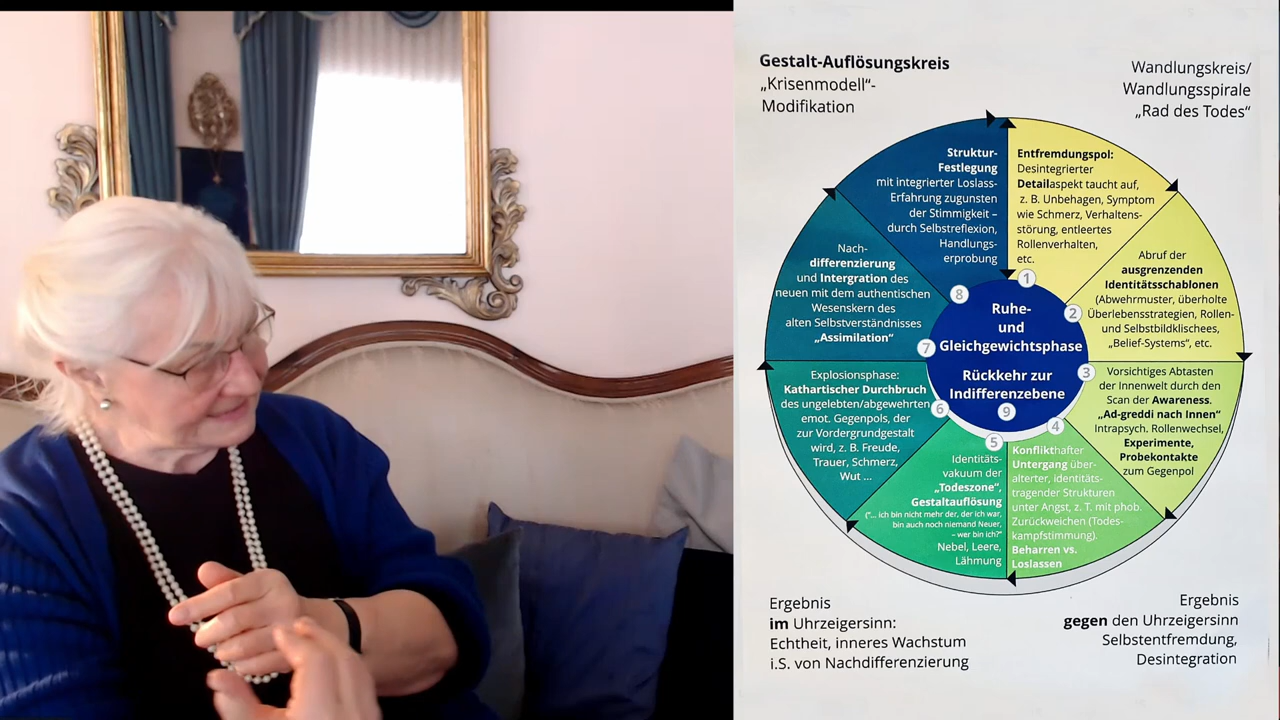 Gestalt-Auflösungskreis
„Krisenmodell“-
Modifikation
Wandlungskreis/
Wandlungsspirale
„Rad des Todes“
Entfremdungspol:
Desintegrierter
Detailaspekt taucht auf,
z. B. Unbehagen, Symptom
wie Schmerz, Verhaltens-
störung, entleertes
Rollenverhalten,
etc.
1
Abruf der
ausgrenzenden
Identitätsschablonen
(Abwehrmuster, überholte
Überlebensstrategien, Rollen-
und Selbstbildklischees,
„Belief-Systems“, etc.
2
Vorsichtiges Abtasten
der Innenwelt durch den
Scan der Awareness.
„Ad-greddi nach Innen“
Intrapsych. Rollenwechsel,
Experimente,
Probekontakte
zum Gegenpol
3
Konflikthafter
Untergang über-
alterter, identitäts-
tragender Strukturen
unter Angst, z. T. mit phob.
Zurückweichen (Todes-
kampfstimmung).
Beharren vs.
Loslassen
4
Identitäts-
vakuum der
„Todeszone“,
Gestaltauflösung
(“... ich bin nicht mehr der, der ich war,
bin auch noch niemand Neuer,
– wer bin ich?“
Nebel, Leere,
Lähmung
5
Explosionsphase:
Kathartischer Durchbruch
des ungelebten/abgewehrten
emot. Gegenpols, der
zur Vordergrundgestalt
wird, z. B. Freude,
Trauer, Schmerz,
Wut ...
6
Nach-
differenzierung
und Intergration des
neuen mit dem authentischen
Wesenskern des
alten Selbstverständnisses
„Assimilation“
7
Struktur-
Festlegung
mit integrierter Loslass-
Erfahrung zugunsten
der Stimmigkeit –
durch Selbstreflexion,
Handlungs-
erprobung
8
Ruhe-
und
Gleichgewichtsphase
Rückkehr zur
Indifferenzebene
9
Ergebnis
im Uhrzeigersinn:
Echtheit, inneres Wachstum
i.S. von Nachdifferenzierung
Ergebnis
gegen den Uhrzeigersinn
Selbstentfremdung,
Desintegration